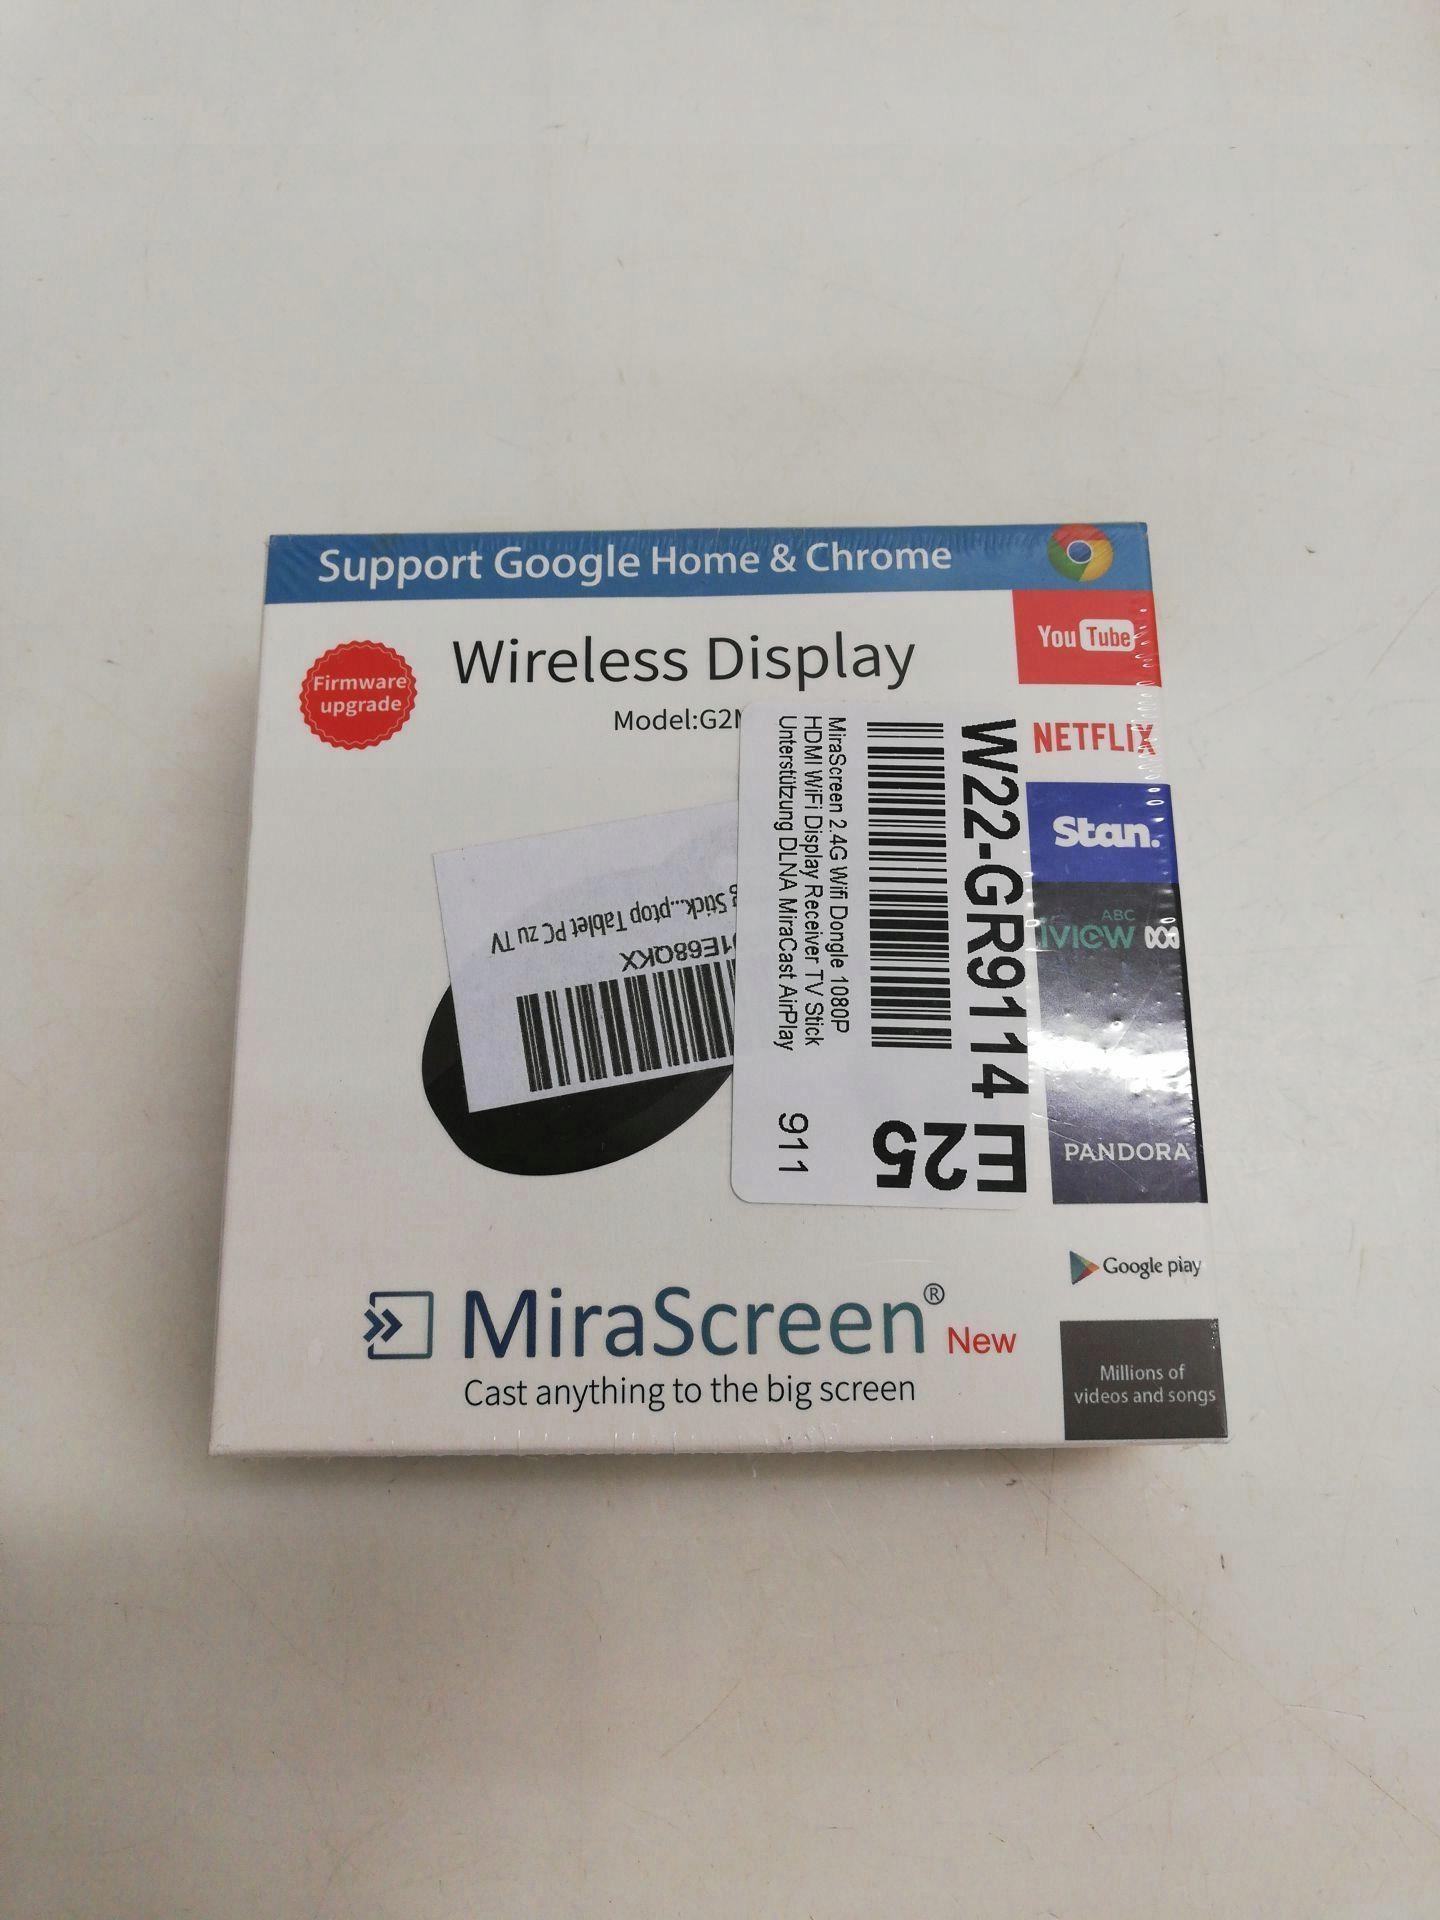 Support Google Home & Chrome
Firmware
upgrade
Wireless Display
Model:G2
You Tube
NETFLIX
Stan.
ABC
iview
PANDORA
Google play
Millions of
videos and songs
W22-GR9114
MiraScreen 2.4G Wifi Dongle 1080P
HDMI WiFi Display Receiver TV Stick
Unterstützung DLNA MiraCast AirPlay
911
E25
1E68QKX
Stick...ptop Tablet PC zu TV
MiraScreen® New
Cast anything to the big screen